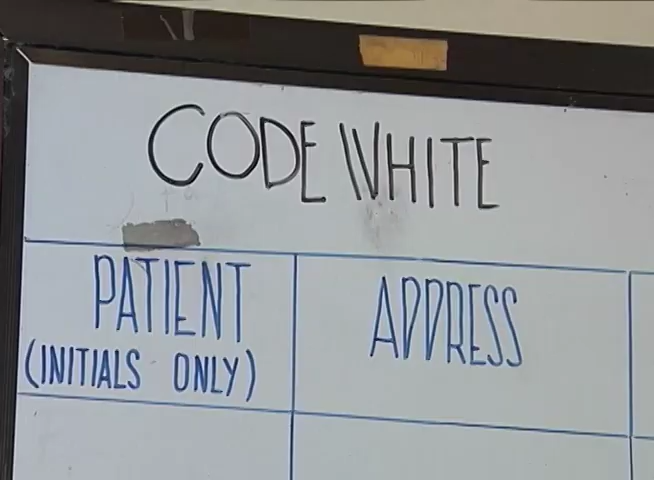 CODE WHITE
PATIENT
(INITIALS ONLY)
ADDRESS